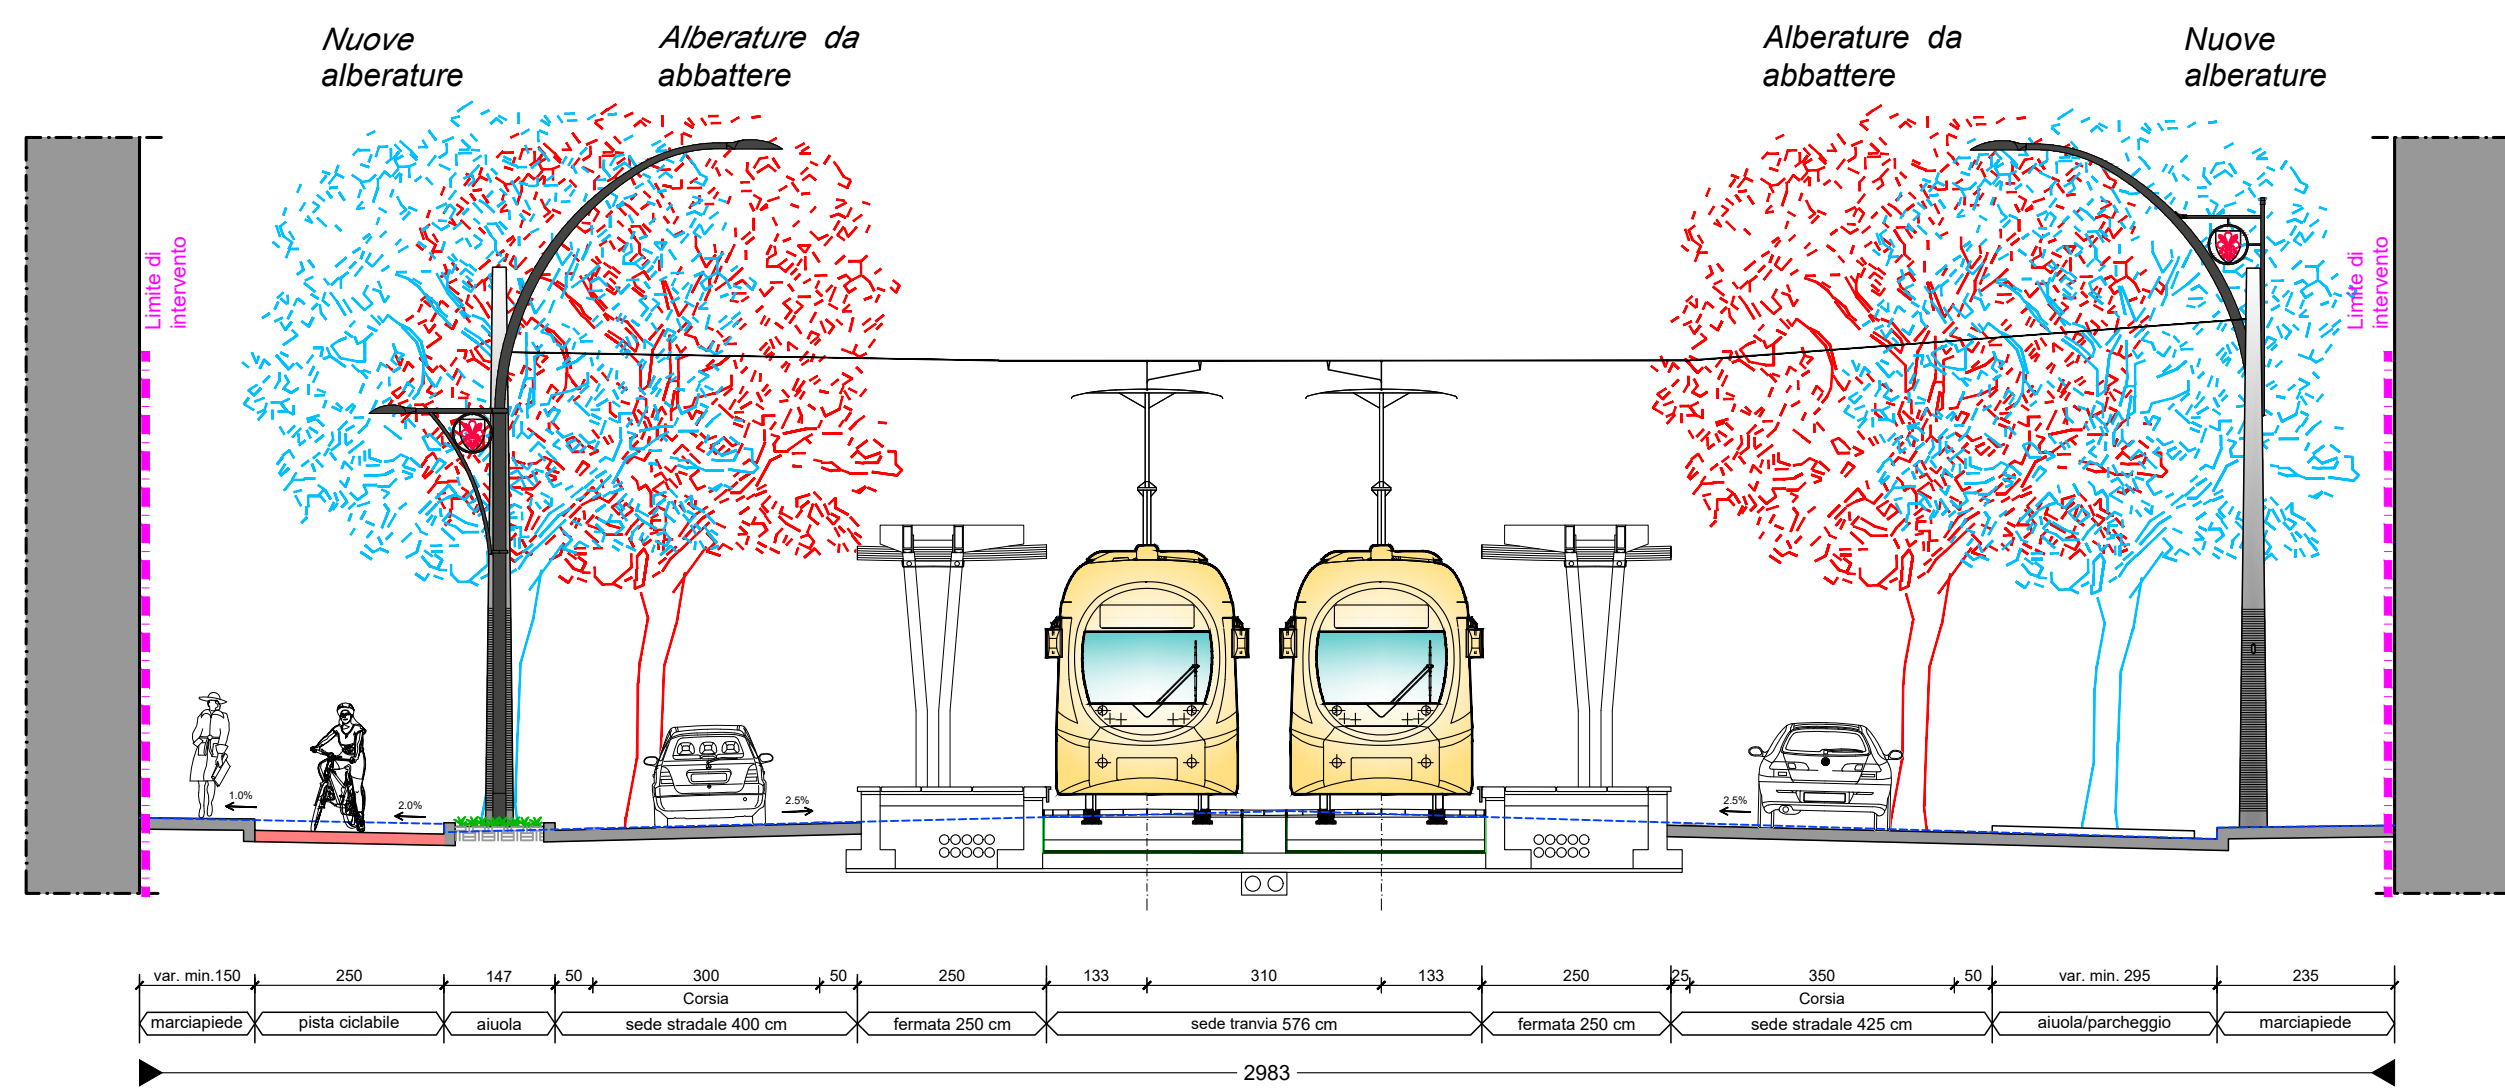 Nuove
alberature
Alberature da
abbattere
Alberature da
abbattere
Nuove
alberature
Limite di
intervento
Limite di
intervento
1.0%
2.0%
2.5%
2.5%
var. min.150
250
147
50
300
50
250
133
310
133
250
25
350
50
var. min. 295
235
Corsia
Corsia
marciapiede
pista ciclabile
aiuola
sede stradale 400 cm
fermata 250 cm
sede tranvia 576 cm
fermata 250 cm
sede stradale 425 cm
aiuola/parcheggio
marciapiede
2983